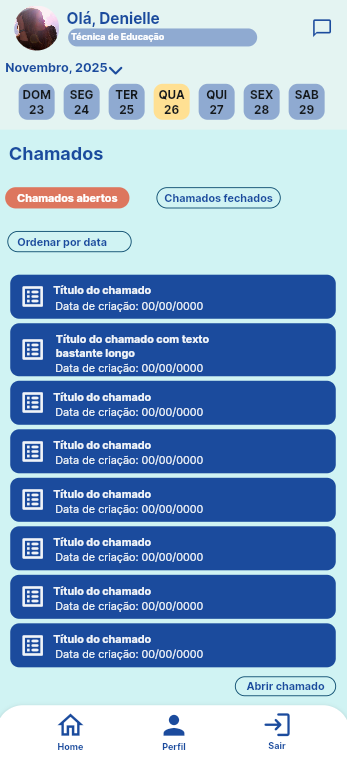 Olá, Denielle
Técnica de Educação
Novembro, 2025
DOM SEG TER QUA QUI SEX SAB
23 24 25 26 27 28 29
Chamados
Chamados abertos Chamados fechados
Ordenar por data
Título do chamado
Data de criação: 00/00/0000
Título do chamado com texto
bastante longo
Data de criação: 00/00/0000
Título do chamado
Data de criação: 00/00/0000
Título do chamado
Data de criação: 00/00/0000
Título do chamado
Data de criação: 00/00/0000
Título do chamado
Data de criação: 00/00/0000
Título do chamado
Data de criação: 00/00/0000
Título do chamado
Data de criação: 00/00/0000
Abrir chamado
Home Perfil Sair